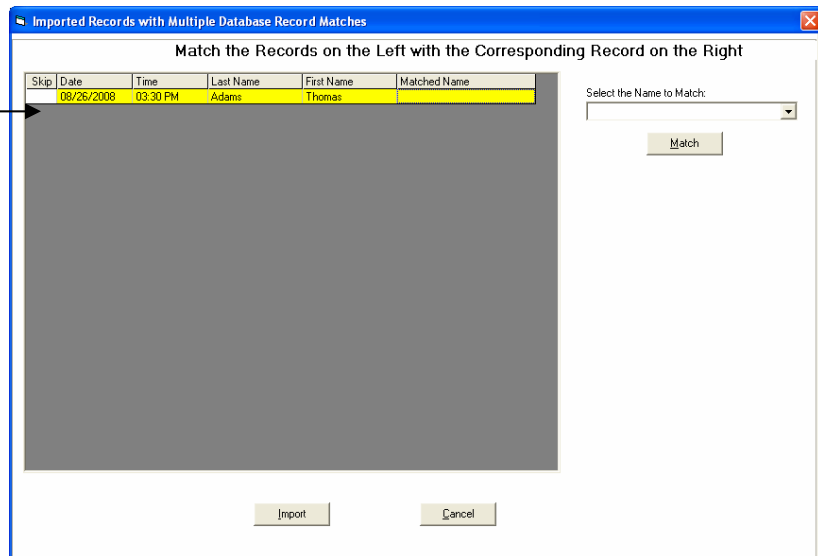 Imported Records with Multiple Database Record Matches
Match the Records on the Left with the Corresponding Record on the Right
Skip Date Time Last Name First Name Matched Name
08/26/2008 03:30 PM Adams Thomas
Select the Name to Match:
Match
Import Cancel